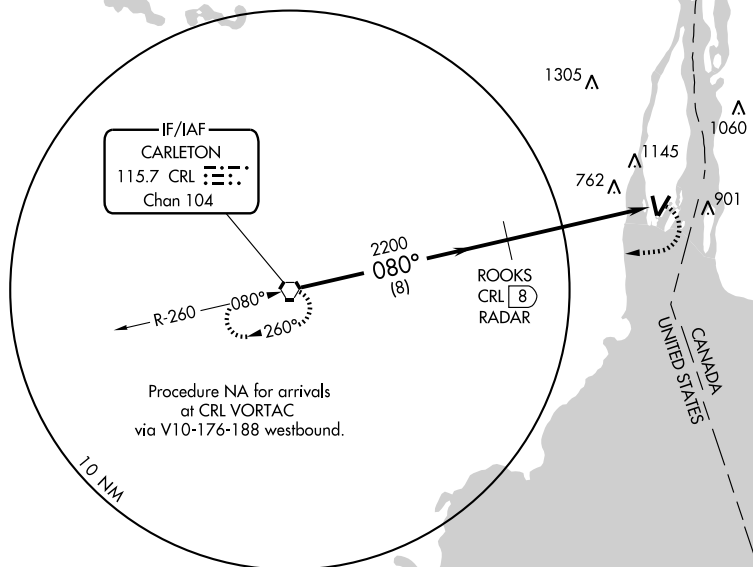 1305
1060
IF/IAF
CARLETON
115.7 CRL
Chan 104
1145
762
901
2200
080°
(8)
ROOKS
CRL 8
RADAR
R-260
080°
260°
CANADA
UNITED STATES
Procedure NA for arrivals
at CRL VORTAC
via V10-176-188 westbound.
10 NM